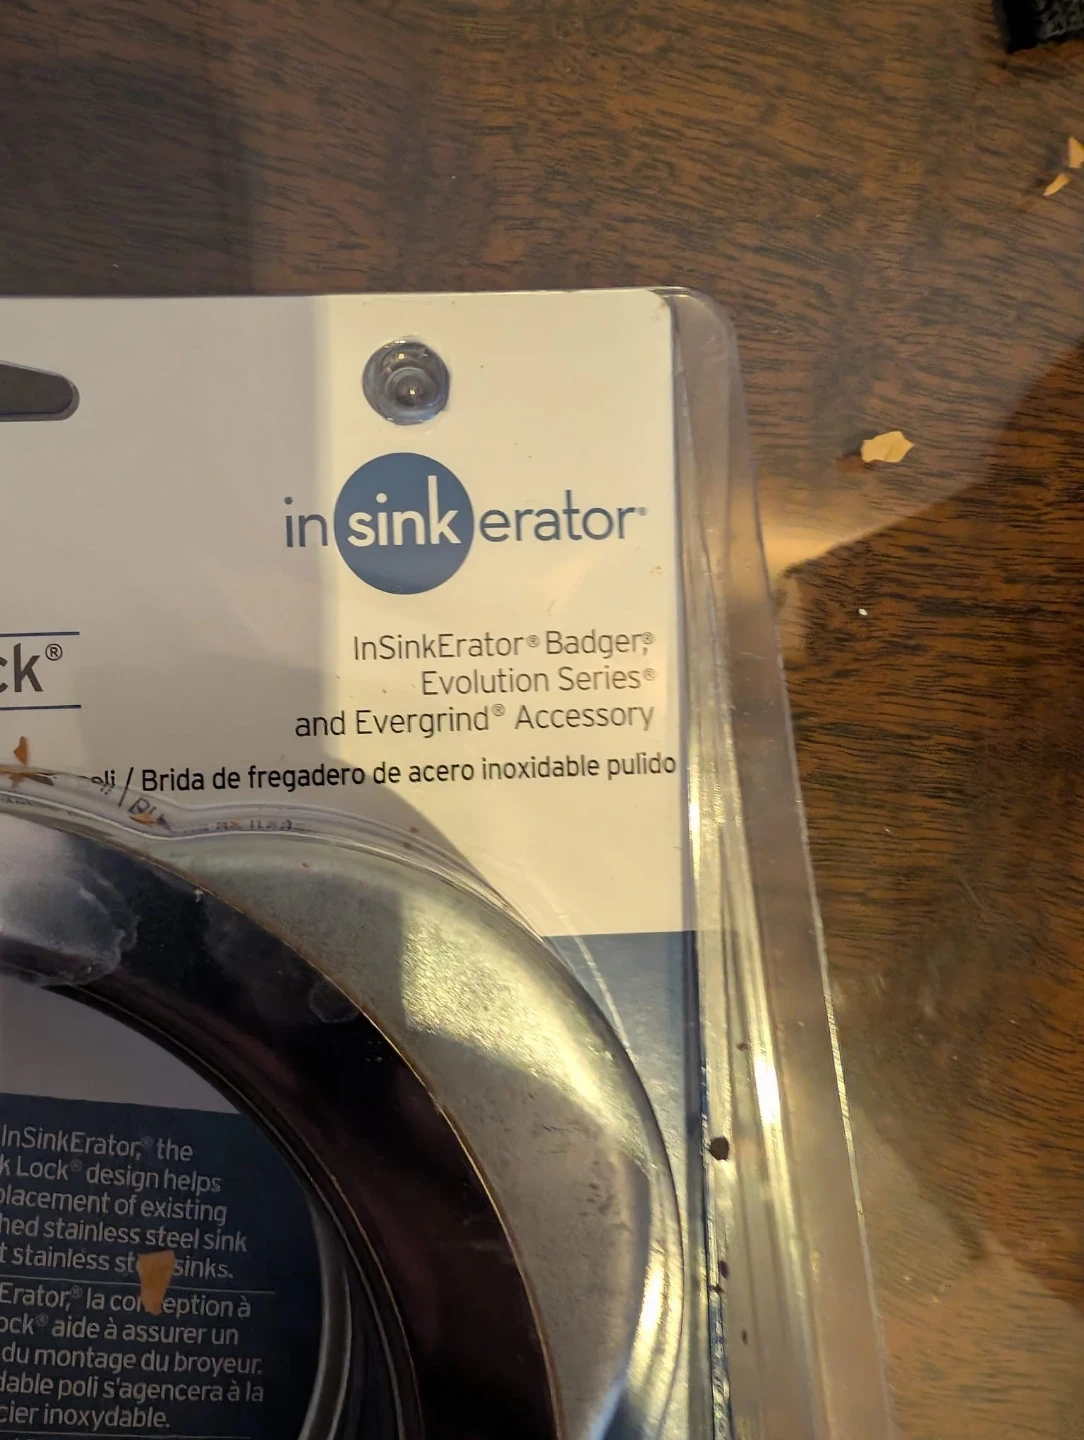 insinkerator®
InSinkErator® Badger,®
Evolution Series®
and Evergrind® Accessory
ck®
oli / Brida de fregadero de acero inoxidable pulido
InSinkErator,® the
k Lock® design helps
placement of existing
hed stainless steel sink
t stainless sinks.
Erator,® la conception à
ock® aide à assurer un
du montage du broyeur.
dable poli s'agencera à la
cier inoxydable.